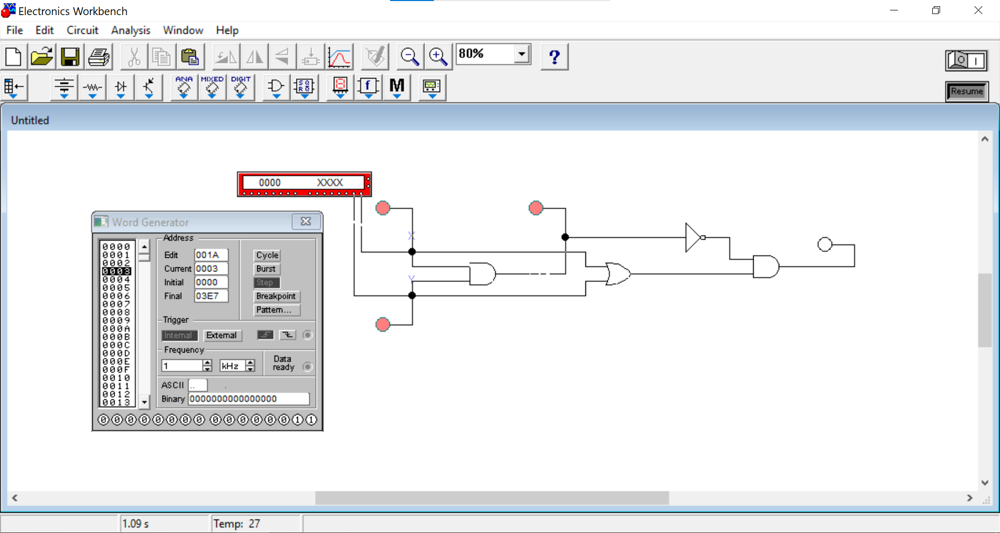 Electronics Workbench
File Edit Circuit Analysis Window Help
80% ?
ANA MIXED DIGIT
f M
Resume
Untitled
0000 XXXX
Word Generator
0000
0001
0002
0003
0004
0005
0006
0007
0008
0009
000A
000B
000C
000D
000E
000F
0010
0011
0012
0013
Address
Edit 001A
Current 0003
Initial 0000
Final 03E7
Cycle
Burst
Step
Breakpoint
Pattern...
Trigger
Internal External
Frequency
1 kHz
Data
ready
ASCII ..
Binary 0000000000000000
0 0 0 0 0 0 0 0 0 0 0 0 0 0 1 1
X
Y
1.09 s Temp: 27